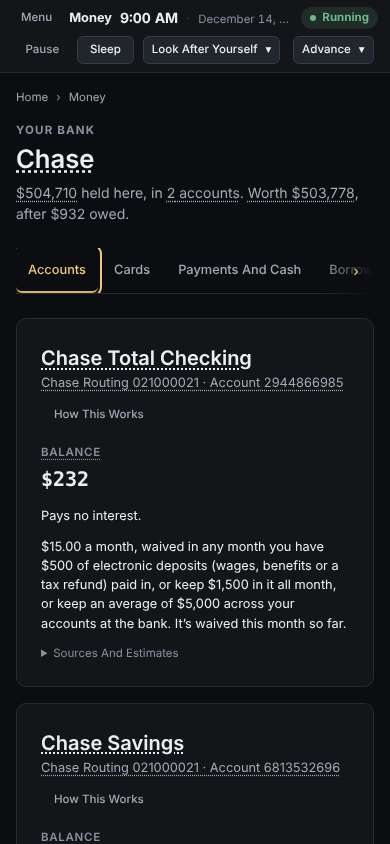 Menu Money 9:00 AM · December 14, ... Running
Pause Sleep Look After Yourself ▾ Advance ▾
Home › Money
YOUR BANK
Chase
$504,710 held here, in 2 accounts. Worth $503,778,
after $932 owed.
Accounts Cards Payments And Cash Borrow ›
Chase Total Checking
Chase Routing 021000021 · Account 2944866985
How This Works
BALANCE
$232
Pays no interest.
$15.00 a month, waived in any month you have
$500 of electronic deposits (wages, benefits or a
tax refund) paid in, or keep $1,500 in it all month,
or keep an average of $5,000 across your
accounts at the bank. It’s waived this month so far.
▶ Sources And Estimates
Chase Savings
Chase Routing 021000021 · Account 6813532696
How This Works
BALANCE